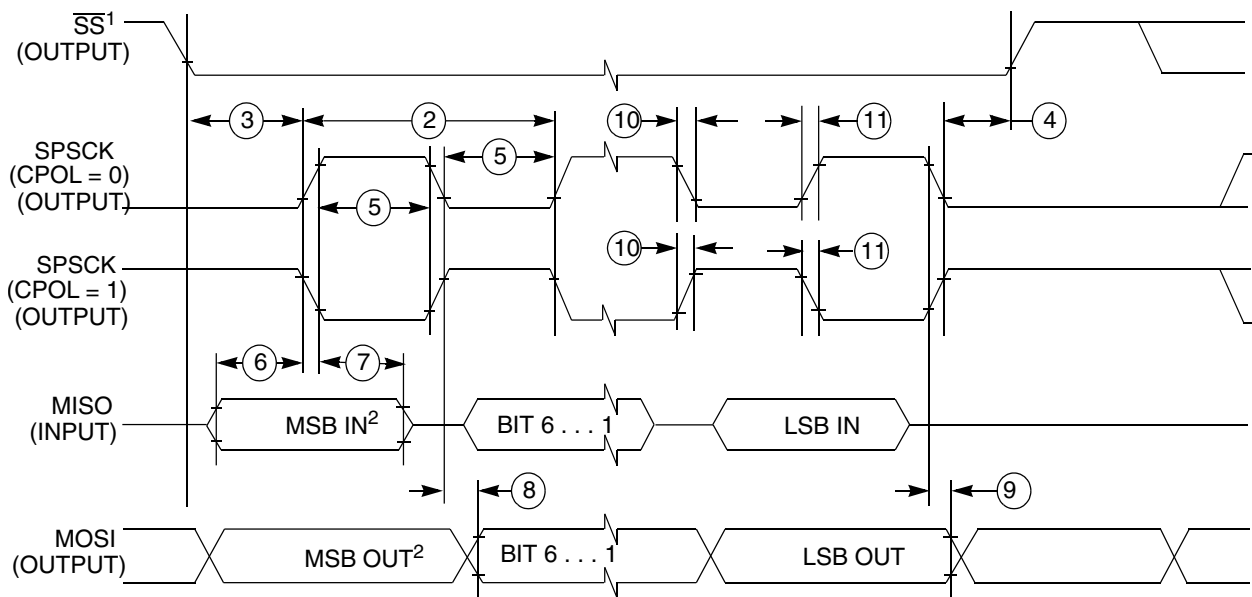 SS¹
(OUTPUT)
3
2
10
11
4
SPSCK
(CPOL = 0)
(OUTPUT)
5
5
SPSCK
(CPOL = 1)
(OUTPUT)
10
11
6
7
MISO
(INPUT)
MSB IN²
BIT 6 . . . 1
LSB IN
8
9
MOSI
(OUTPUT)
MSB OUT²
BIT 6 . . . 1
LSB OUT